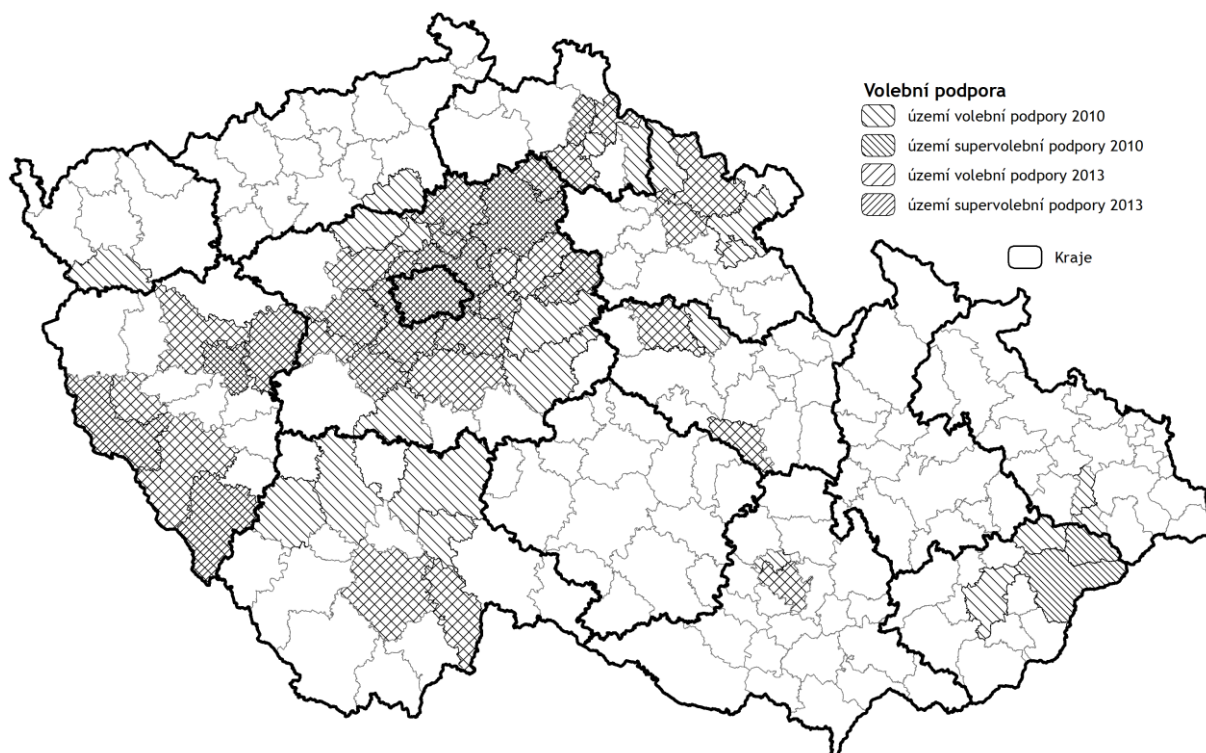 Volební podpora
území volební podpory 2010
území supervolební podpory 2010
území volební podpory 2013
území supervolební podpory 2013
Kraje